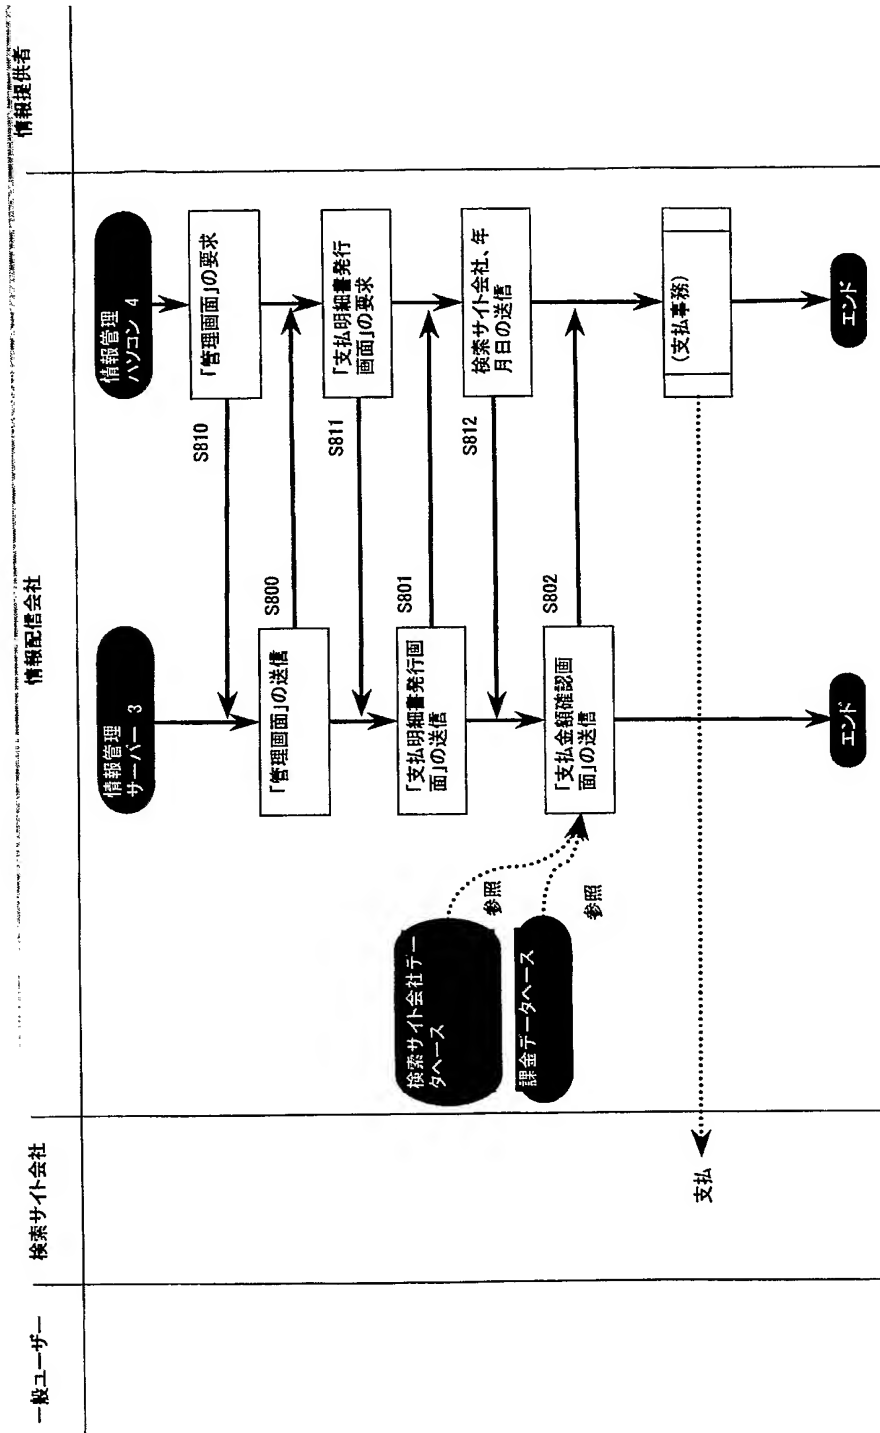 一般ユーザー
検索サイト会社
情報配信会社
情報提供者
情報管理
サーバー 3
情報管理
パソコン 4
「管理画面」の要求
S810
「管理画面」の送信
S800
「支払明細書発行
画面」の要求
S811
「支払明細書発行画
面」の送信
S801
検索サイト会社、年
月日の送信
S812
検索サイト会社デー
タベース
参照
課金データベース
参照
「支払金額確認画
面」の送信
S802
(支払事務)
支払
エンド
エンド